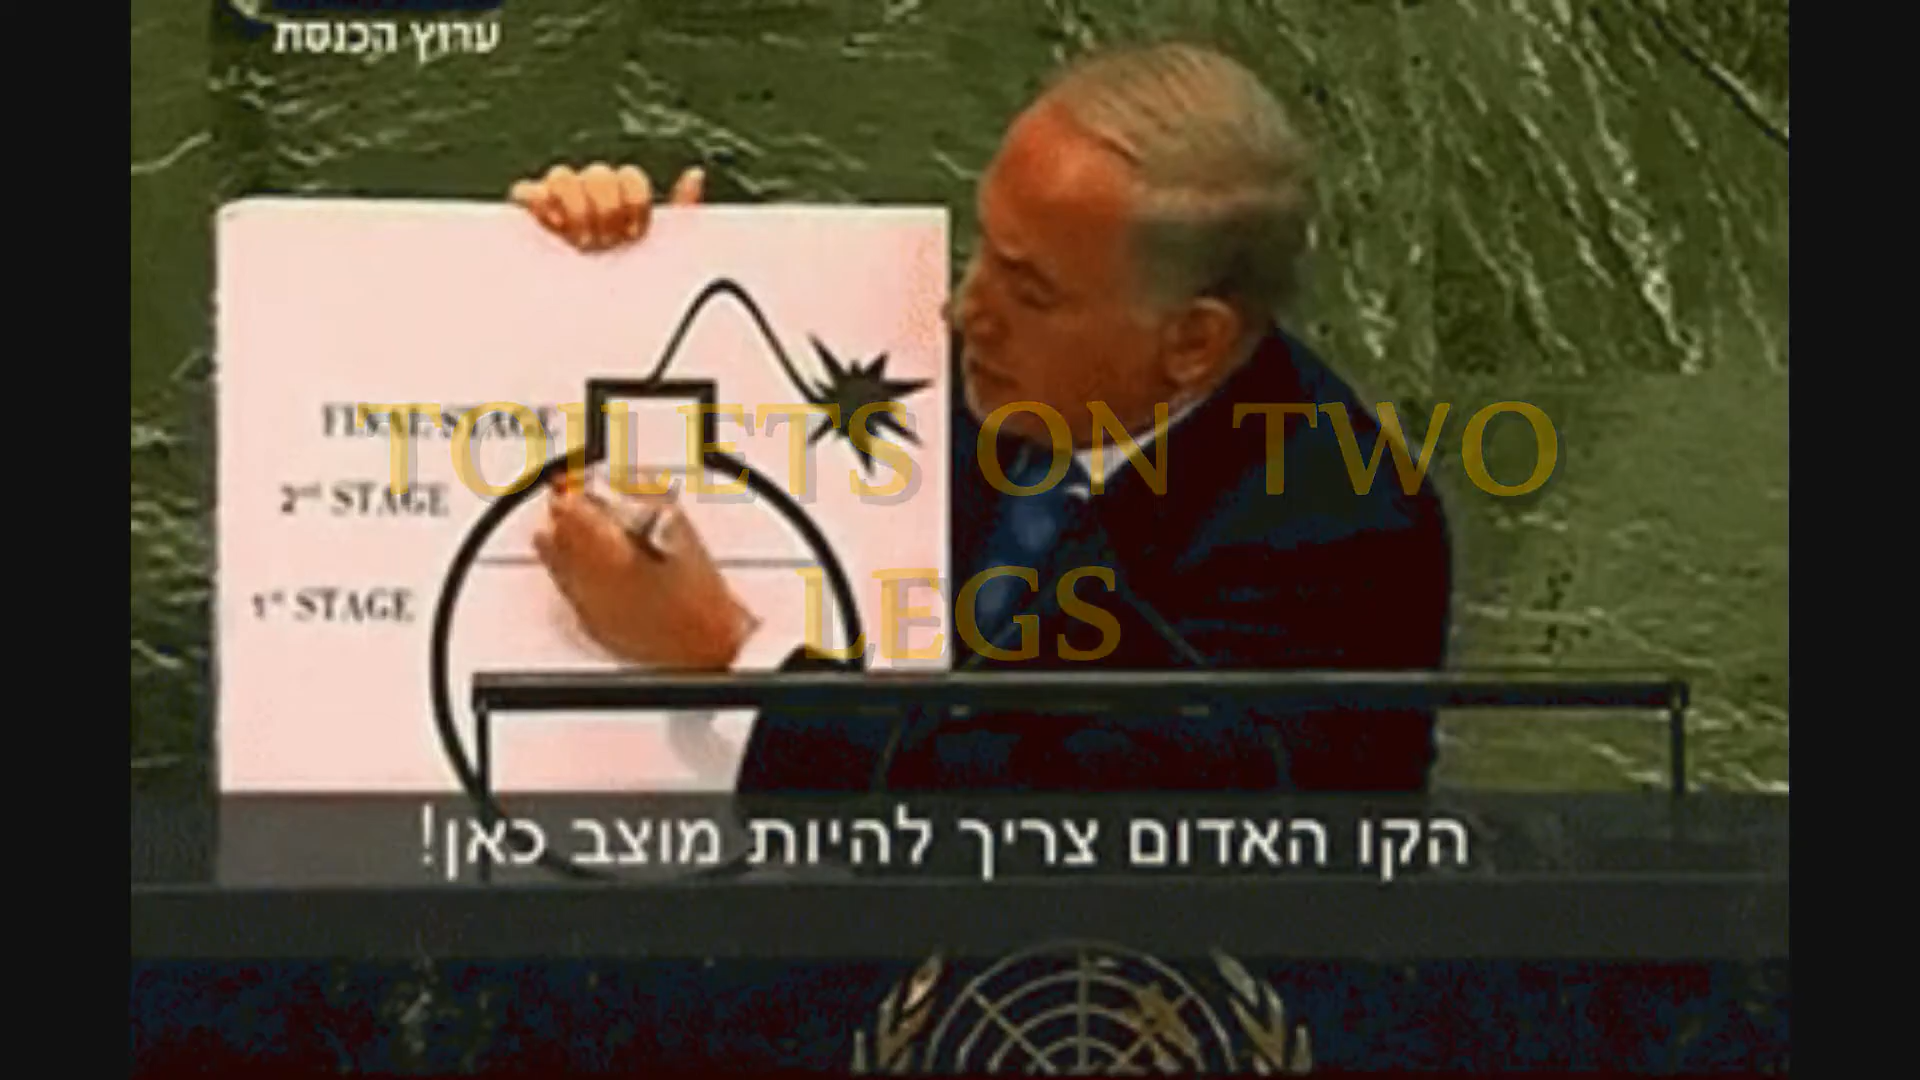 ערוץ הכנסת
FINAL STAGE
TOILETS ON TWO
2nd STAGE
LEGS
1st STAGE
הקו האדום צריך להיות מוצב כאן!